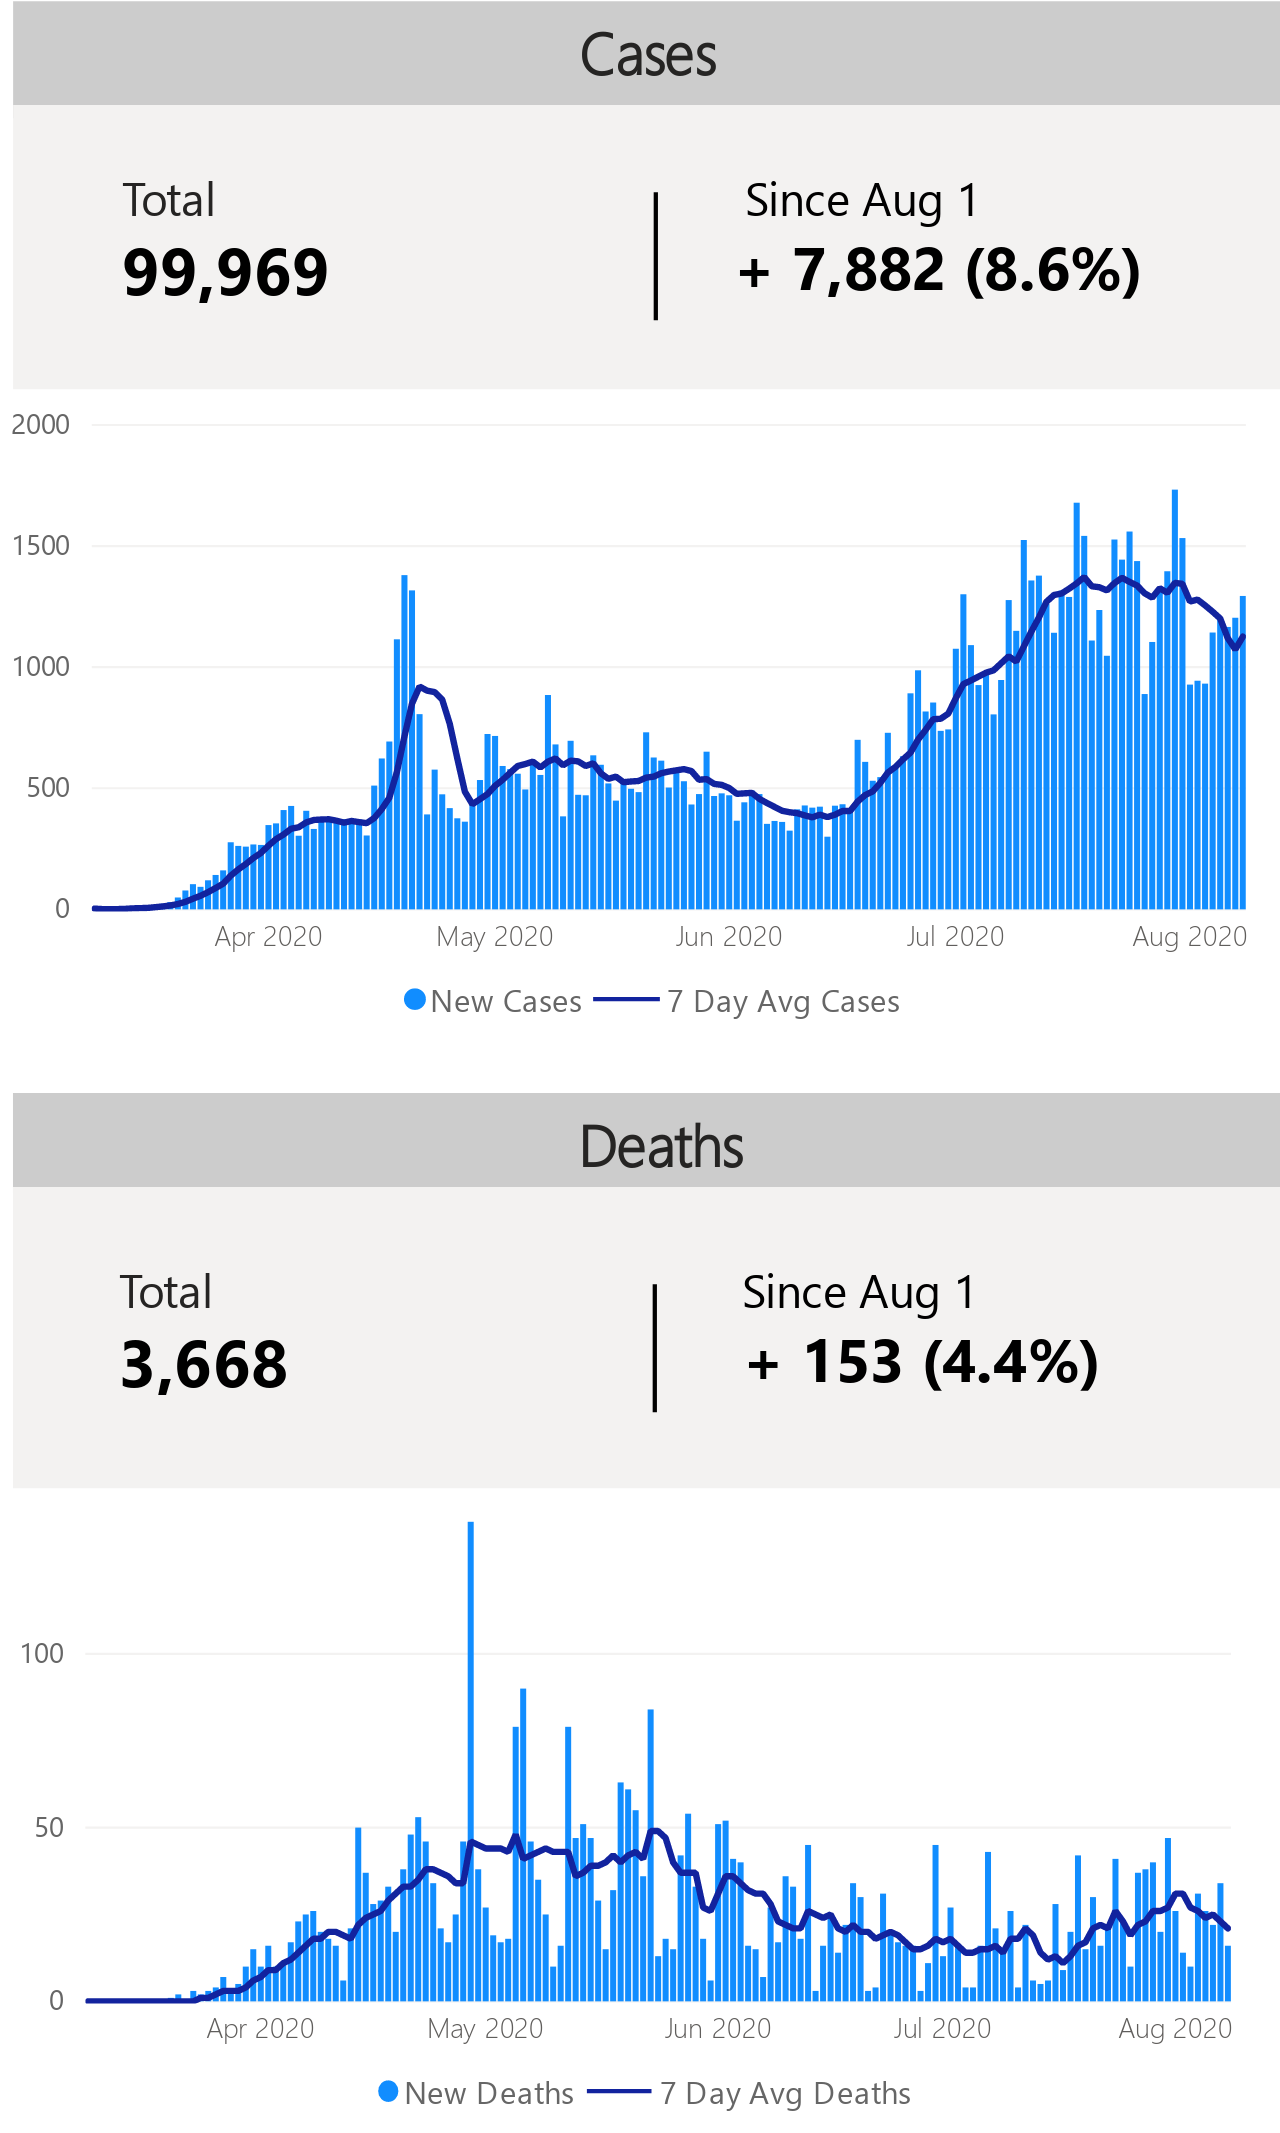 Cases
Total
Since Aug 1
99,969
+ 7,882 (8.6%)
2000
1500
1000
500
0
Apr 2020
May 2020
Jun 2020
Jul 2020
Aug 2020
New Cases
7 Day Avg Cases
Deaths
Total
Since Aug 1
3,668
+ 153 (4.4%)
100
50
0
Apr 2020
May 2020
Jun 2020
Jul 2020
Aug 2020
New Deaths
7 Day Avg Deaths